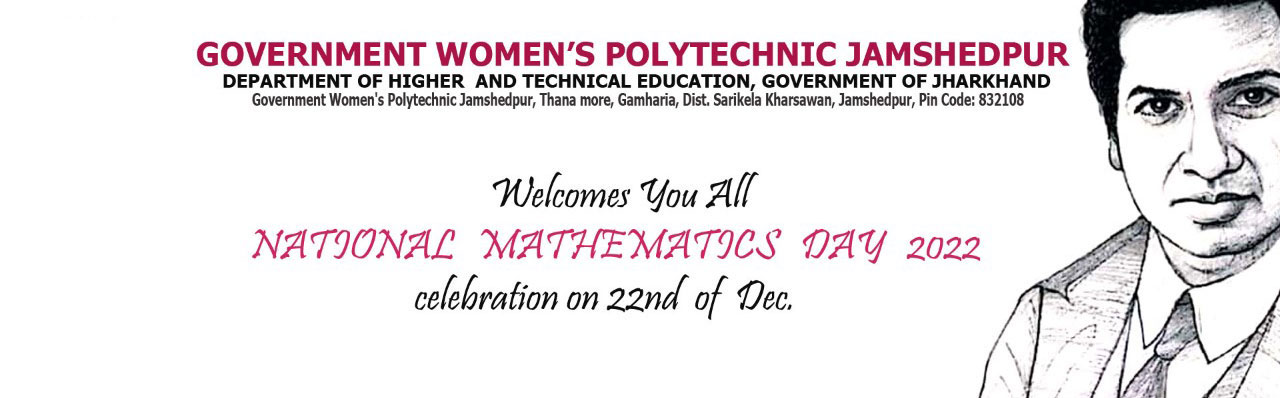 GOVERNMENT WOMEN'S POLYTECHNIC JAMSHEDPUR
DEPARTMENT OF HIGHER AND TECHNICAL EDUCATION, GOVERNMENT OF JHARKHAND
Government Women's Polytechnic Jamshedpur, Thana more, Gamharia, Dist. Sarikela Kharsawan, Jamshedpur, Pin Code: 832108
Welcomes You All
NATIONAL MATHEMATICS DAY 2022
celebration on 22nd of Dec.